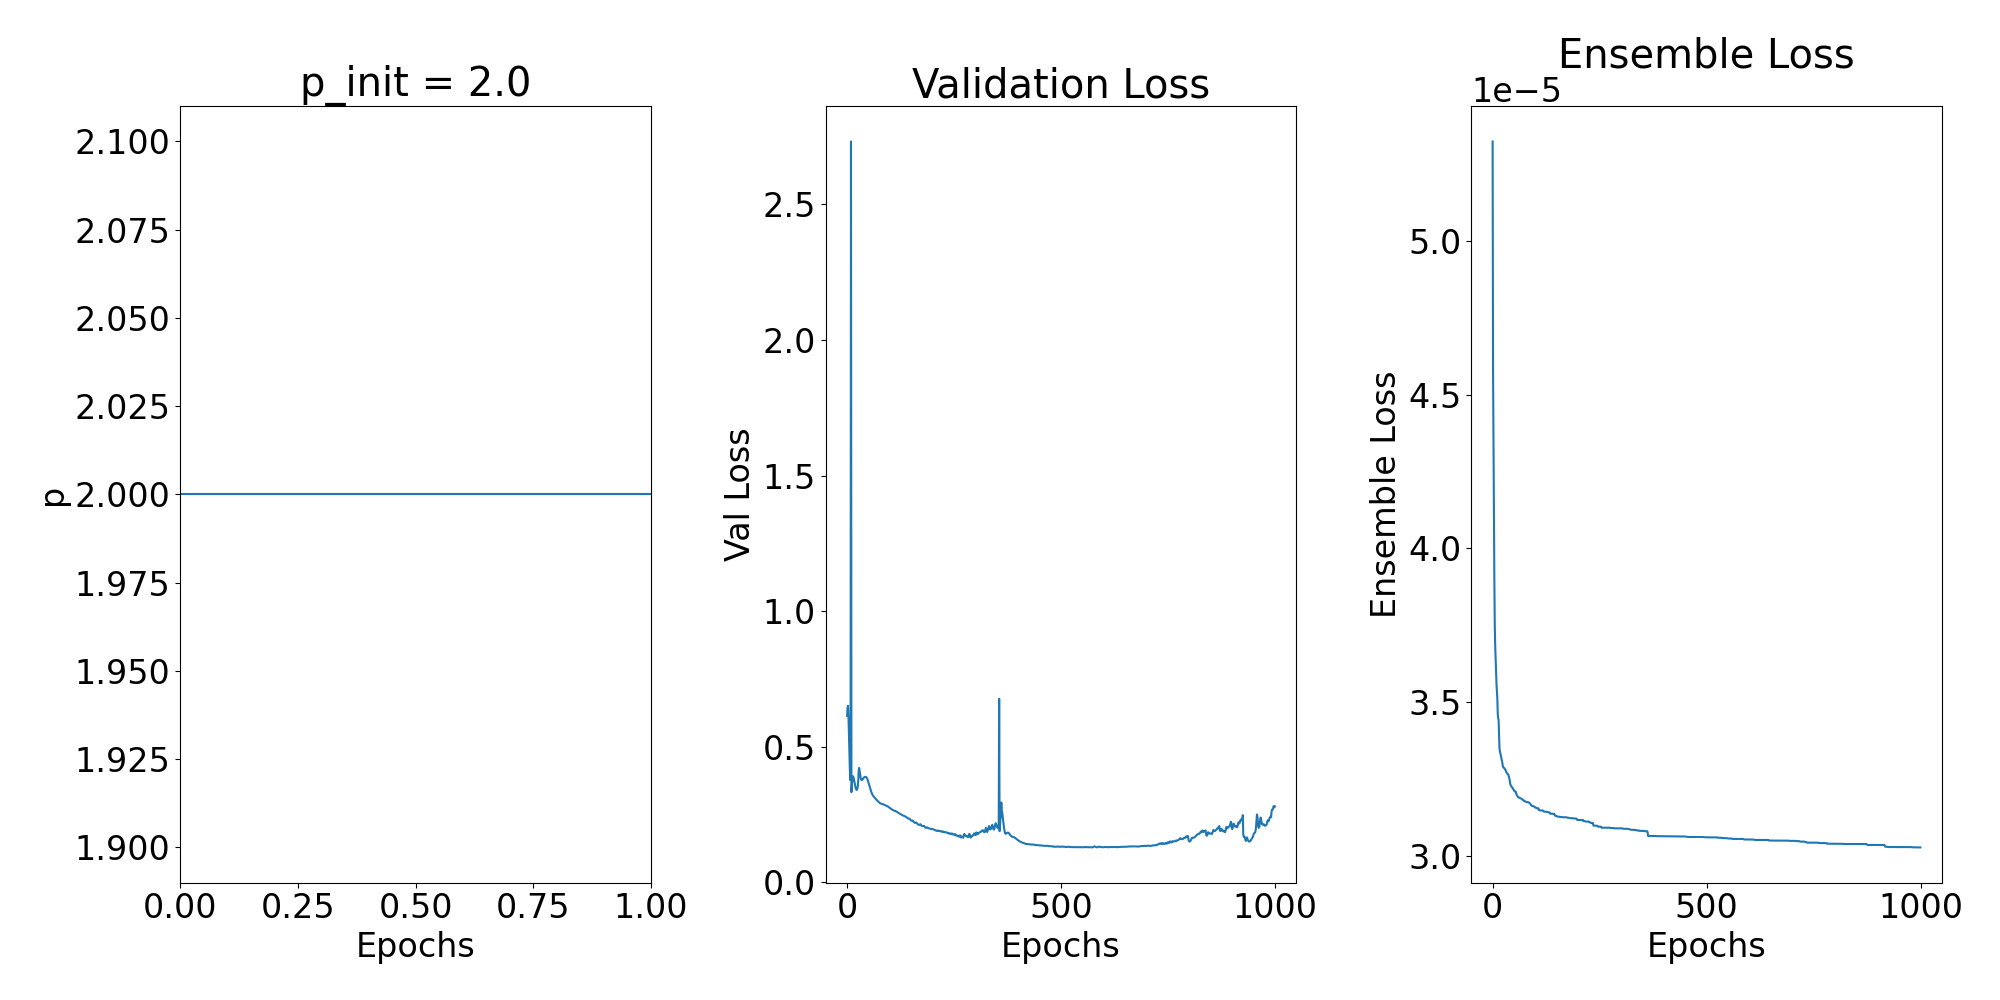 p_init = 2.0
2.100
2.075
2.050
2.025
2.000
1.975
1.950
1.925
1.900
p
0.00 0.25 0.50 0.75 1.00
Epochs
Validation Loss
2.5
2.0
1.5
1.0
0.5
0.0
Val Loss
0 500 1000
Epochs
Ensemble Loss
1e−5
5.0
4.5
4.0
3.5
3.0
Ensemble Loss
0 500 1000
Epochs